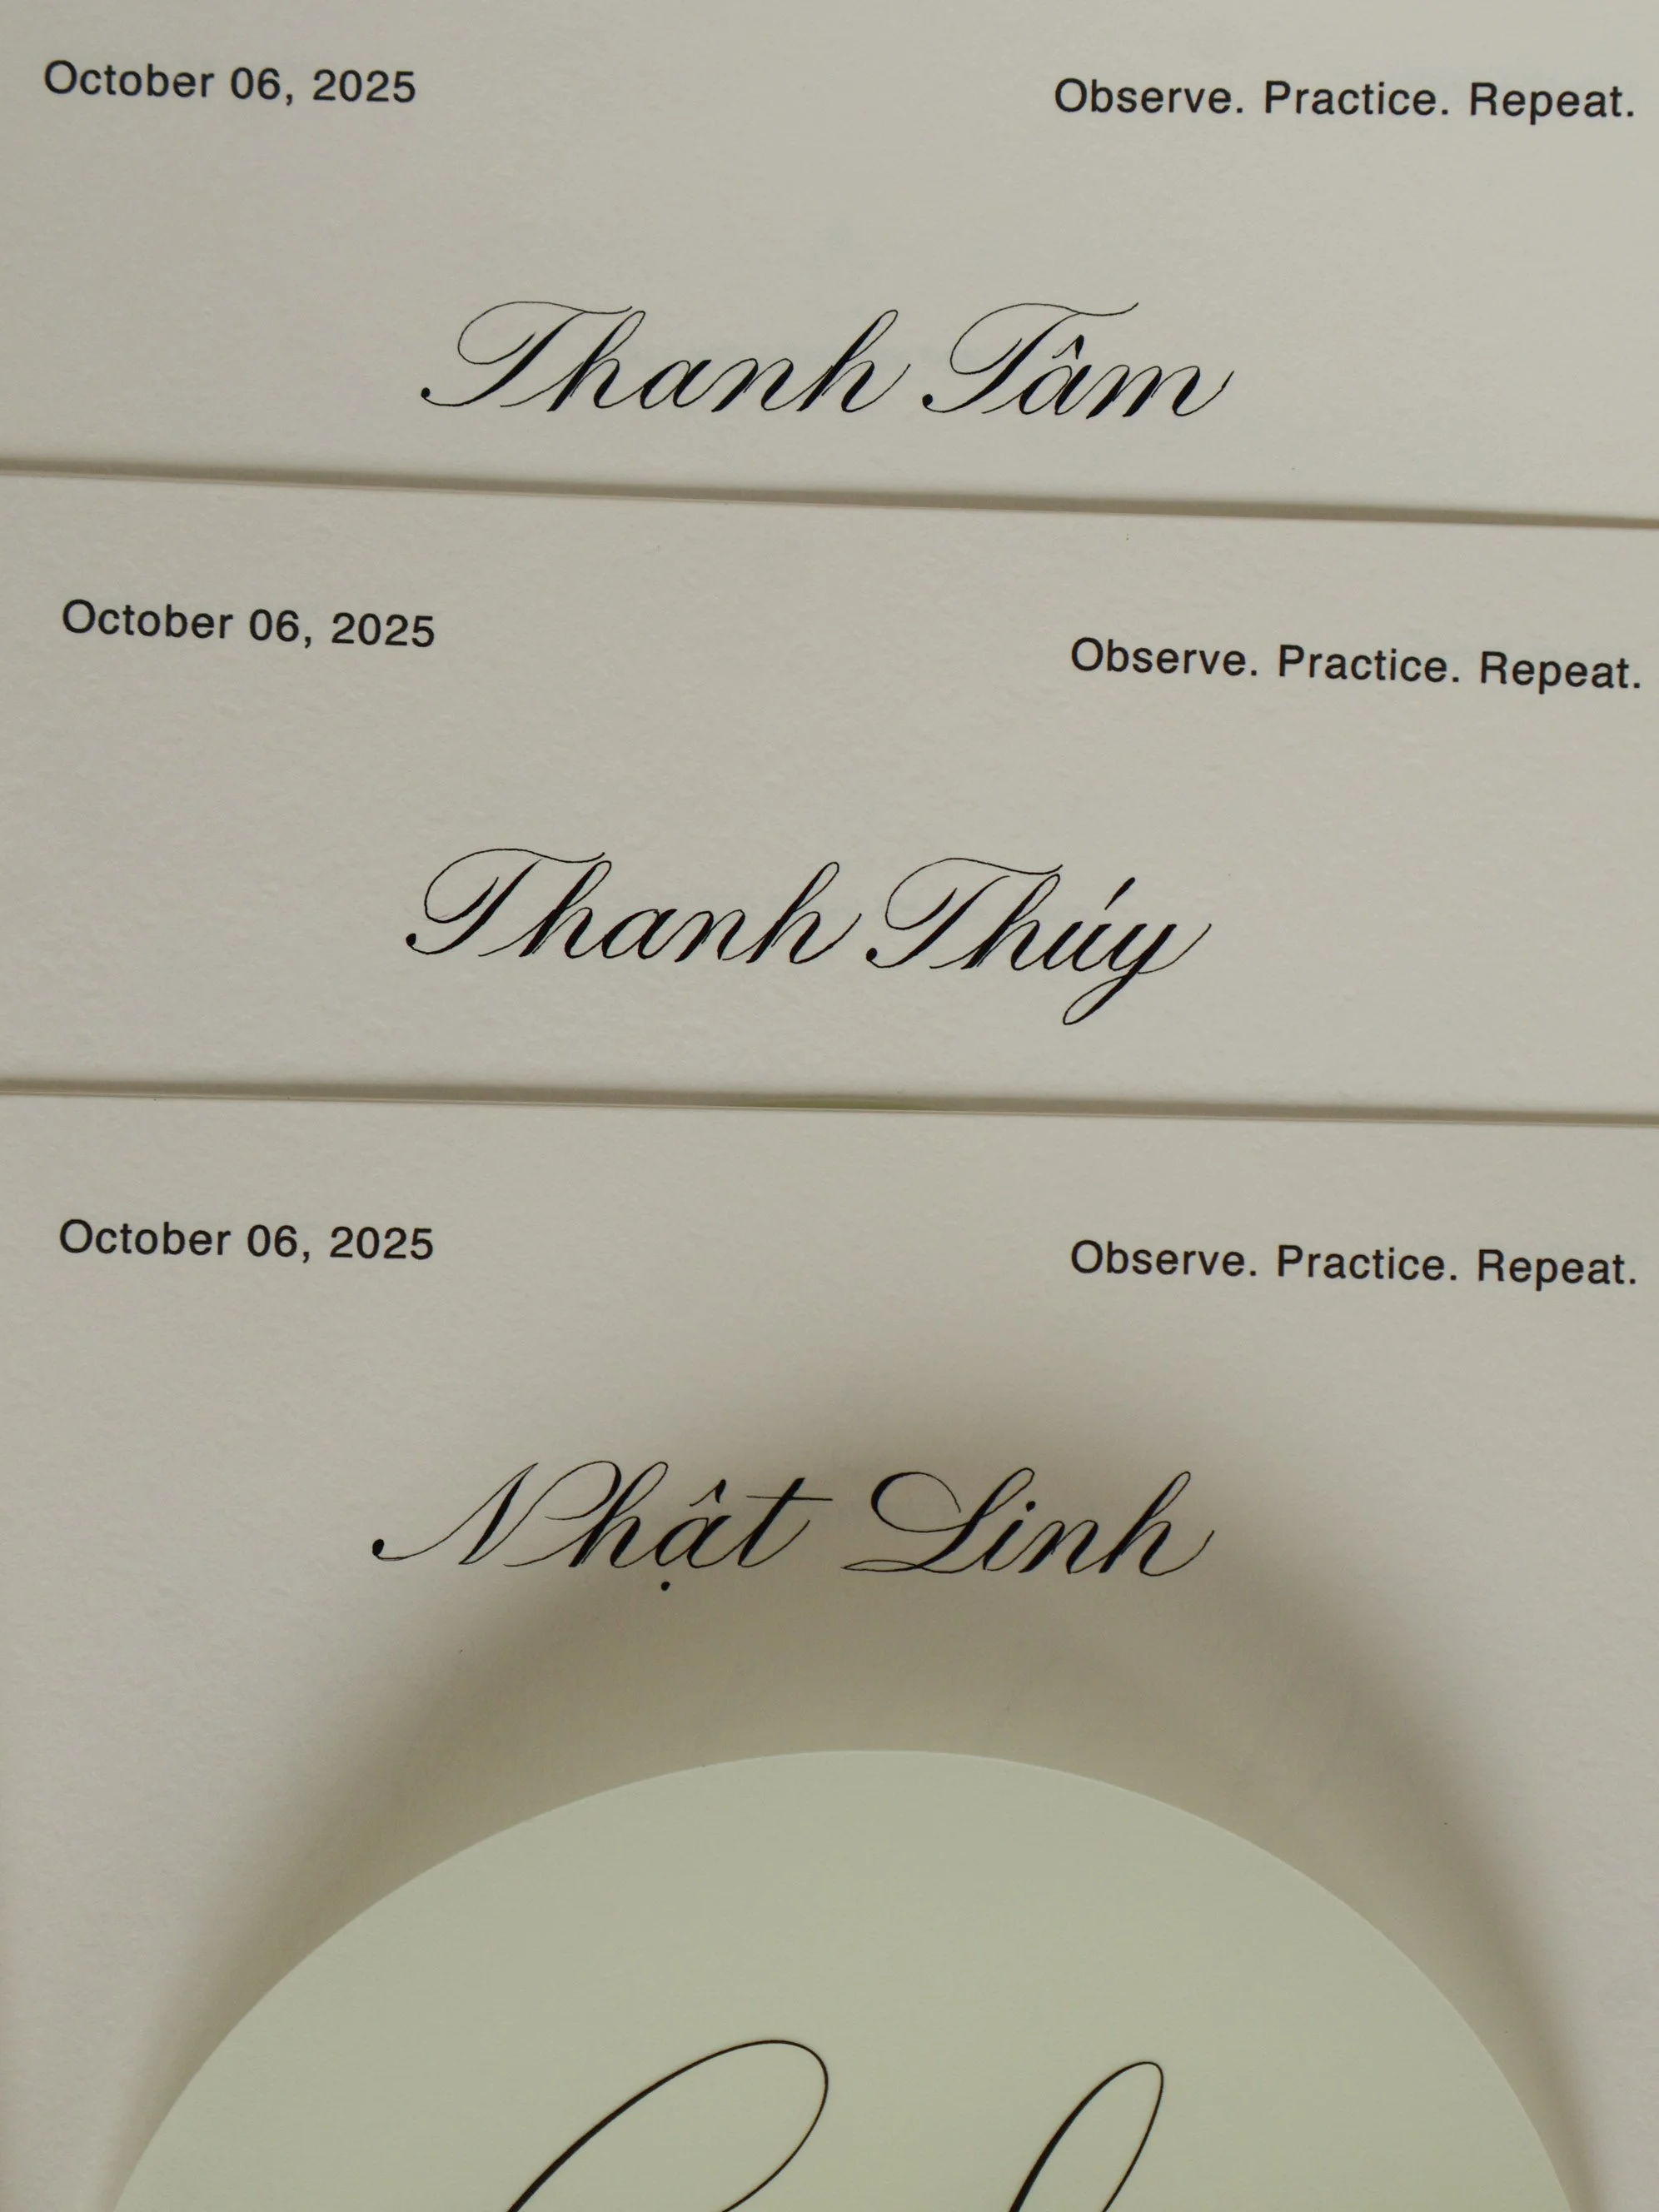 October 06, 2025
Observe. Practice. Repeat.
Thanh Tâm
October 06, 2025
Observe. Practice. Repeat.
Thanh Thúy
October 06, 2025
Observe. Practice. Repeat.
Nhật Linh